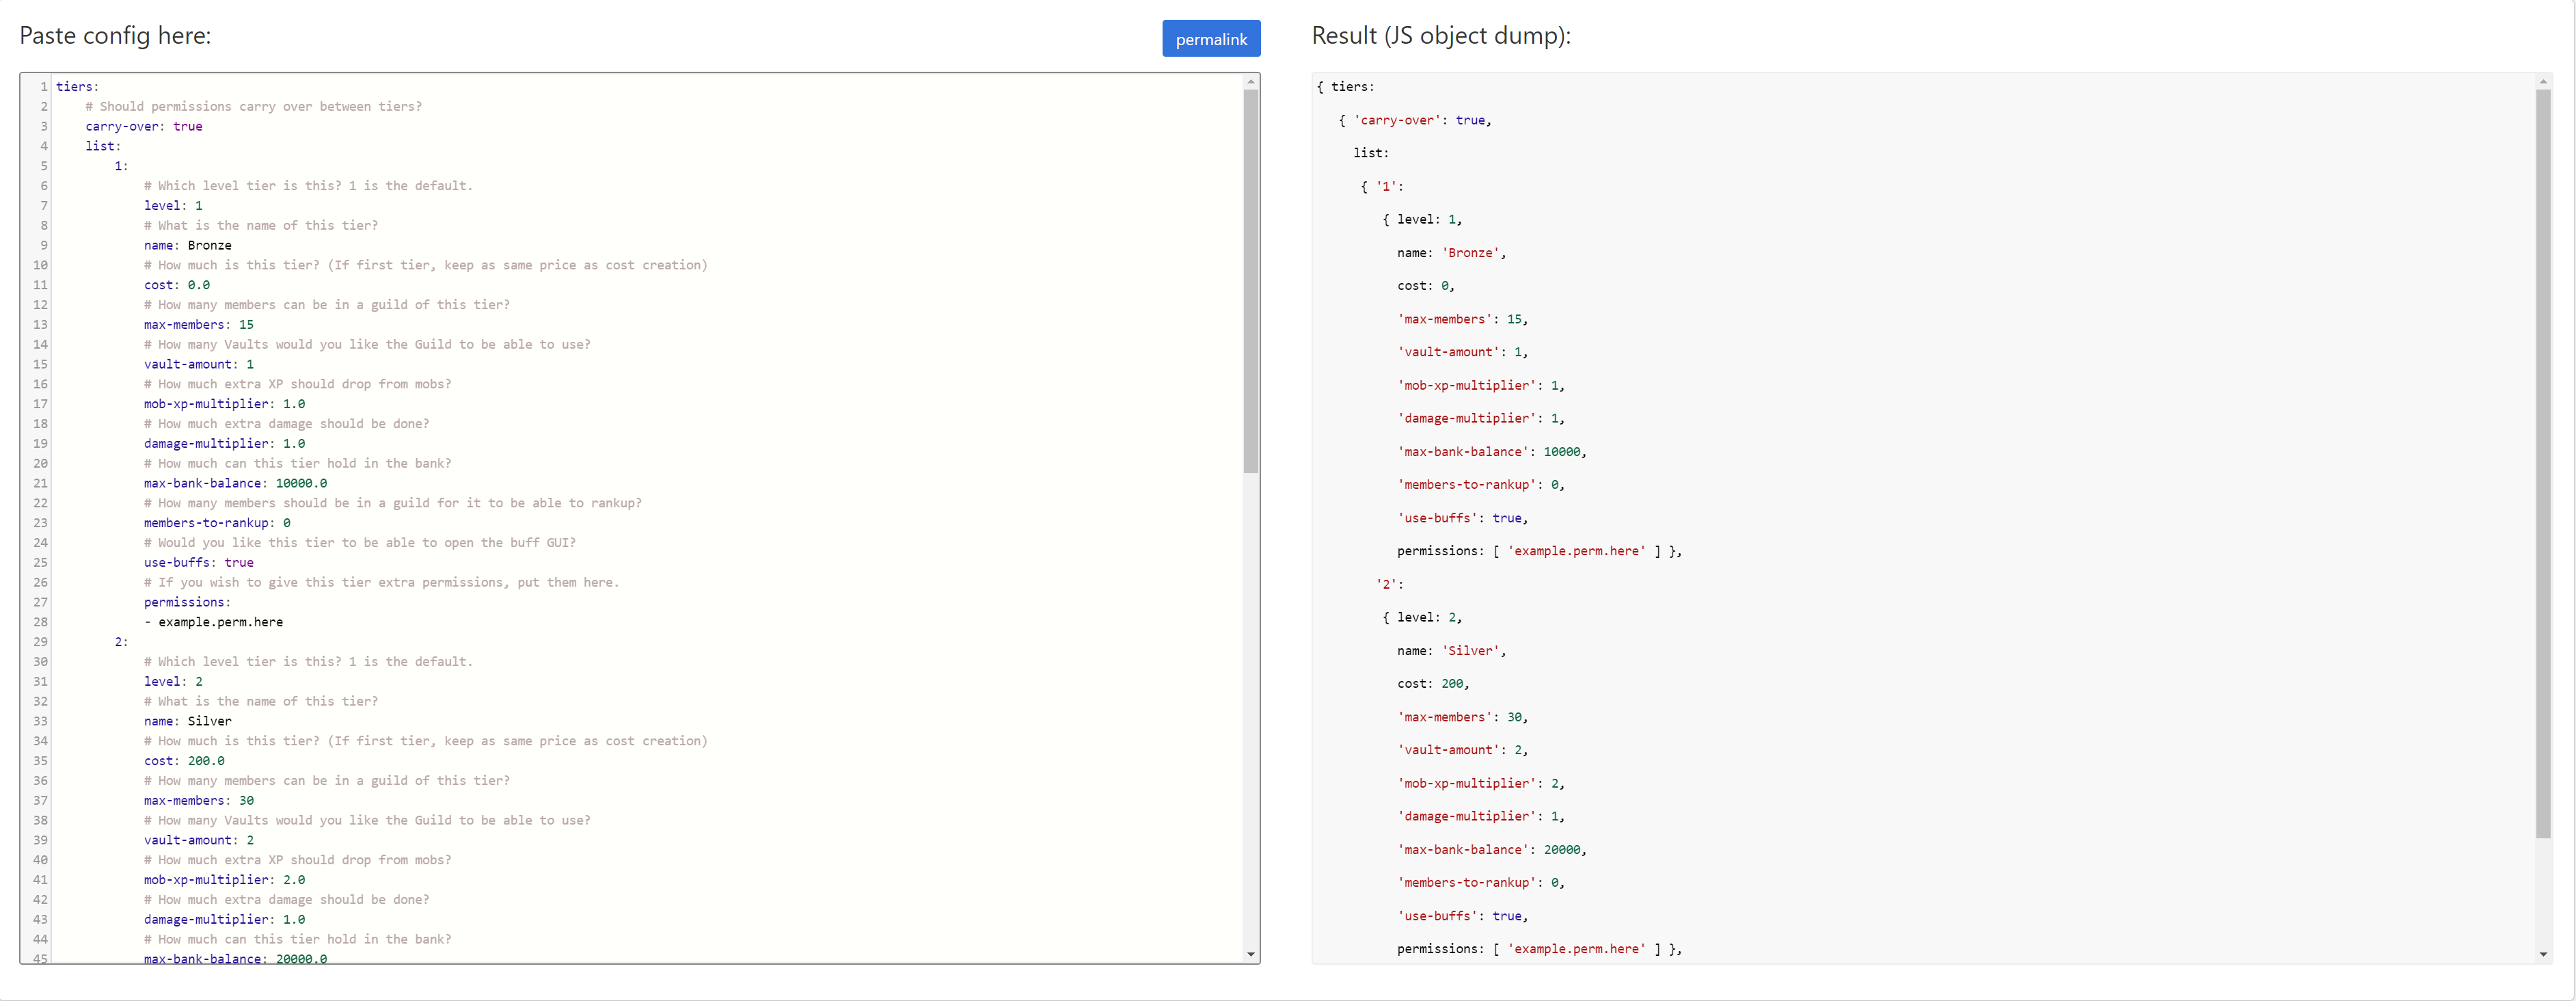 Paste config here:
permalink
1 tiers:
2     # Should permissions carry over between tiers?
3     carry-over: true
4     list:
5         1:
6             # Which level tier is this? 1 is the default.
7             level: 1
8             # What is the name of this tier?
9             name: Bronze
10             # How much is this tier? (If first tier, keep as same price as cost creation)
11             cost: 0.0
12             # How many members can be in a guild of this tier?
13             max-members: 15
14             # How many Vaults would you like the Guild to be able to use?
15             vault-amount: 1
16             # How much extra XP should drop from mobs?
17             mob-xp-multiplier: 1.0
18             # How much extra damage should be done?
19             damage-multiplier: 1.0
20             # How much can this tier hold in the bank?
21             max-bank-balance: 10000.0
22             # How many members should be in a guild for it to be able to rankup?
23             members-to-rankup: 0
24             # Would you like this tier to be able to open the buff GUI?
25             use-buffs: true
26             # If you wish to give this tier extra permissions, put them here.
27             permissions:
28             - example.perm.here
29         2:
30             # Which level tier is this? 1 is the default.
31             level: 2
32             # What is the name of this tier?
33             name: Silver
34             # How much is this tier? (If first tier, keep as same price as cost creation)
35             cost: 200.0
36             # How many members can be in a guild of this tier?
37             max-members: 30
38             # How many Vaults would you like the Guild to be able to use?
39             vault-amount: 2
40             # How much extra XP should drop from mobs?
41             mob-xp-multiplier: 2.0
42             # How much extra damage should be done?
43             damage-multiplier: 1.0
44             # How much can this tier hold in the bank?
45             max-bank-balance: 20000.0
Result (JS object dump):
{ tiers:
   { 'carry-over': true,
     list:
      { '1':
         { level: 1,
           name: 'Bronze',
           cost: 0,
           'max-members': 15,
           'vault-amount': 1,
           'mob-xp-multiplier': 1,
           'damage-multiplier': 1,
           'max-bank-balance': 10000,
           'members-to-rankup': 0,
           'use-buffs': true,
           permissions: [ 'example.perm.here' ] },
        '2':
         { level: 2,
           name: 'Silver',
           cost: 200,
           'max-members': 30,
           'vault-amount': 2,
           'mob-xp-multiplier': 2,
           'damage-multiplier': 1,
           'max-bank-balance': 20000,
           'members-to-rankup': 0,
           'use-buffs': true,
           permissions: [ 'example.perm.here' ] },